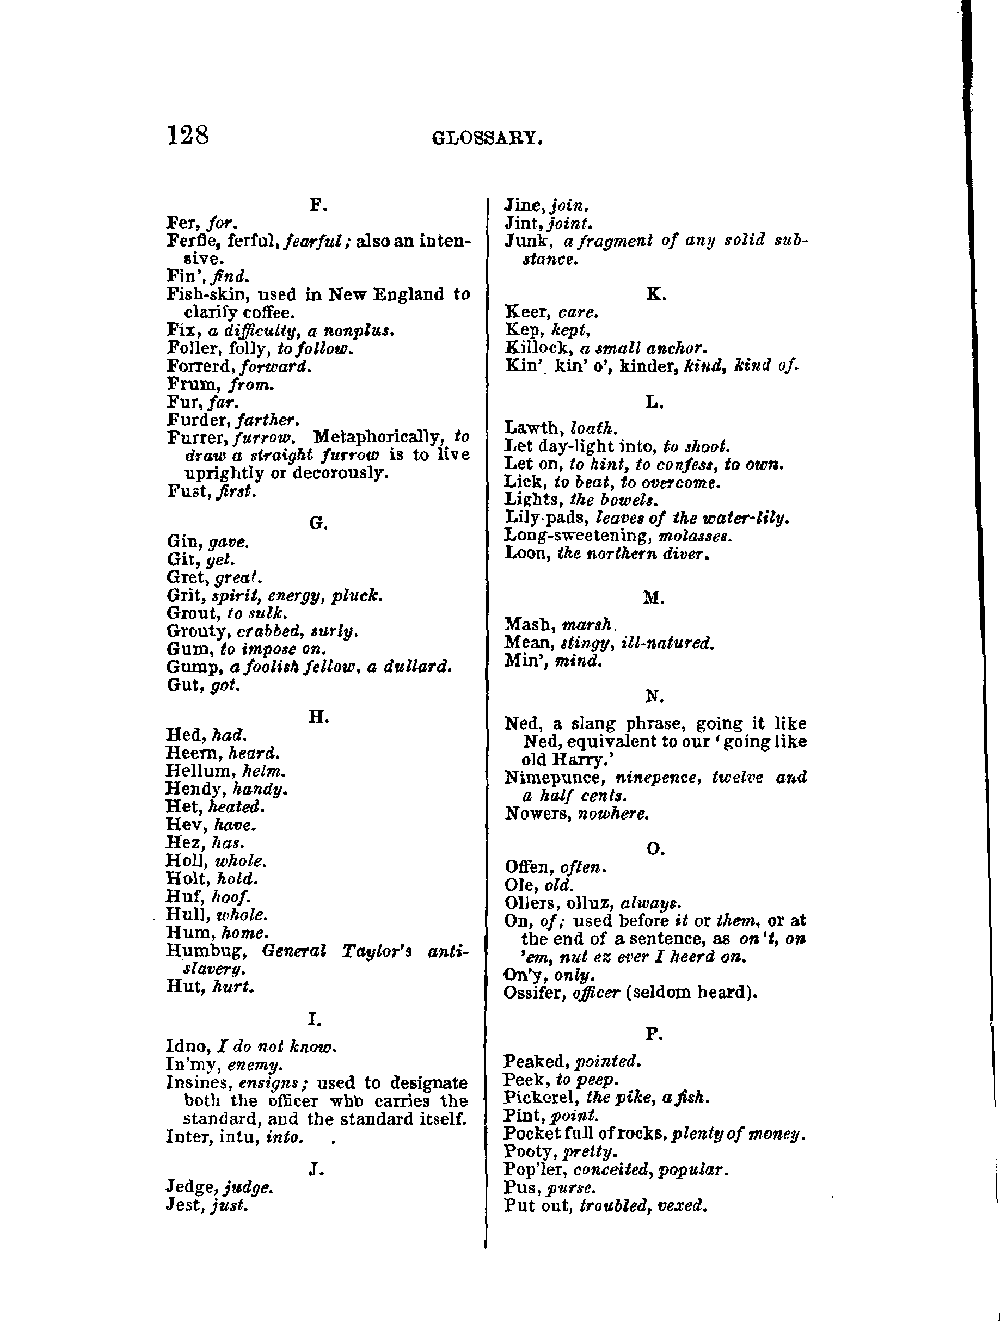 128
GLOSSARY.
F.
Fer, for.
Ferfle, ferful, fearful; also an inten-
sive.
Fin', find.
Fish-skin, used in New England to
clarify coffee.
Fix, a difficulty, a nonplus.
Foller, folly, to follow.
Forrerd, forward.
Frum, from.
Fur, far.
Furder, farther.
Furrer, furrow. Metaphorically, to
draw a straight furrow is to live
uprightly or decorously.
Fust, first.
G.
Gin, gave.
Git, get.
Gret, great.
Grit, spirit, energy, pluck.
Grout, to sulk.
Grouty, crabbed, surly.
Gum, to impose on.
Gump, a foolish fellow, a dullard.
Gut, got.
H.
Hed, had.
Heern, heard.
Hellum, helm.
Hendy, handy.
Het, heated.
Hev, have.
Hez, has.
Holl, whole.
Holt, hold.
Huf, hoof.
Hull, whole.
Hum, home.
Humbug, General Taylor's anti-
slavery.
Hut, hurt.
I.
Idno, I do not know.
In'my, enemy.
Insines, ensigns; used to designate
both the officer who carries the
standard, and the standard itself.
Inter, intu, into.
J.
Jedge, judge.
Jest, just.
Jine, join.
Jint, joint.
Junk, a fragment of any solid sub-
stance.
K.
Keer, care.
Kep, kept.
Killock, a small anchor.
Kin' kin' o', kinder, kind, kind of.
L.
Lawth, loath.
Let day-light into, to shoot.
Let on, to hint, to confess, to own.
Lick, to beat, to overcome.
Lights, the bowels.
Lily-pads, leaves of the water-lily.
Long-sweetening, molasses.
Loon, the northern diver.
M.
Mash, marsh.
Mean, stingy, ill-natured.
Min', mind.
N.
Ned, a slang phrase, going it like
Ned, equivalent to our 'going like
old Harry.'
Nimepunce, ninepence, twelve and
a half cents.
Nowers, nowhere.
O.
Offen, often.
Ole, old.
Ollers, olluz, always.
On, of; used before it or them, or at
the end of a sentence, as on't, on
'em, nut ez ever I heerd on.
On'y, only.
Ossifer, officer (seldom heard).
P.
Peaked, pointed.
Peek, to peep.
Pickerel, the pike, a fish.
Pint, point.
Pocket full of rocks, plenty of money.
Pooty, pretty.
Pop'ler, conceited, popular.
Pus, purse.
Put out, troubled, vexed.